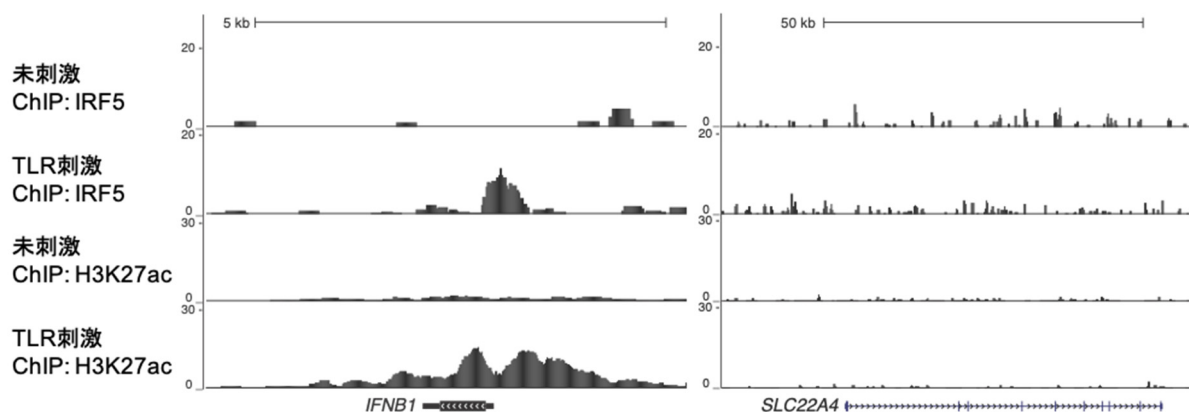 5 kb
50 kb
未刺激
ChIP: IRF5
20
0
20
0
TLR刺激
ChIP: IRF5
20
0
20
0
未刺激
ChIP: H3K27ac
30
0
30
0
TLR刺激
ChIP: H3K27ac
30
0
30
0
IFNB1
SLC22A4